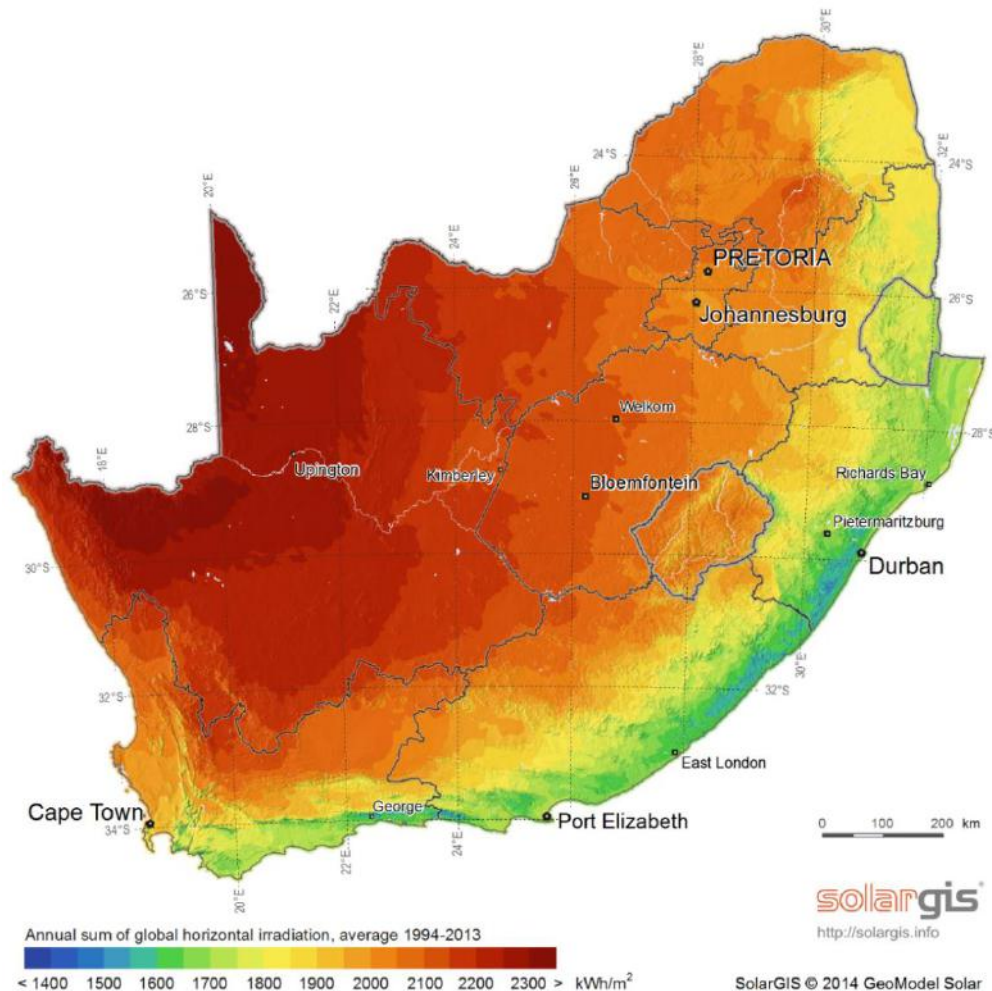 30°E
28°E
32°E
24°S
26°E
24°S
20°E
24°E
PRETORIA
26°S
22°E
26°S
Johannesburg
Welkom
28°S
28°S
18°E
Upington
Kimberley
Richards Bay
Bloemfontein
Pietermaritzburg
30°S
Durban
30°E
32°S
32°S
East London
George
Cape Town
Port Elizabeth
34°S
0 100 200 km
22°E
24°E
20°E
solargis®
http://solargis.info
Annual sum of global horizontal irradiation, average 1994-2013
< 1400 1500 1600 1700 1800 1900 2000 2100 2200 2300 > kWh/m²
SolarGIS © 2014 GeoModel Solar